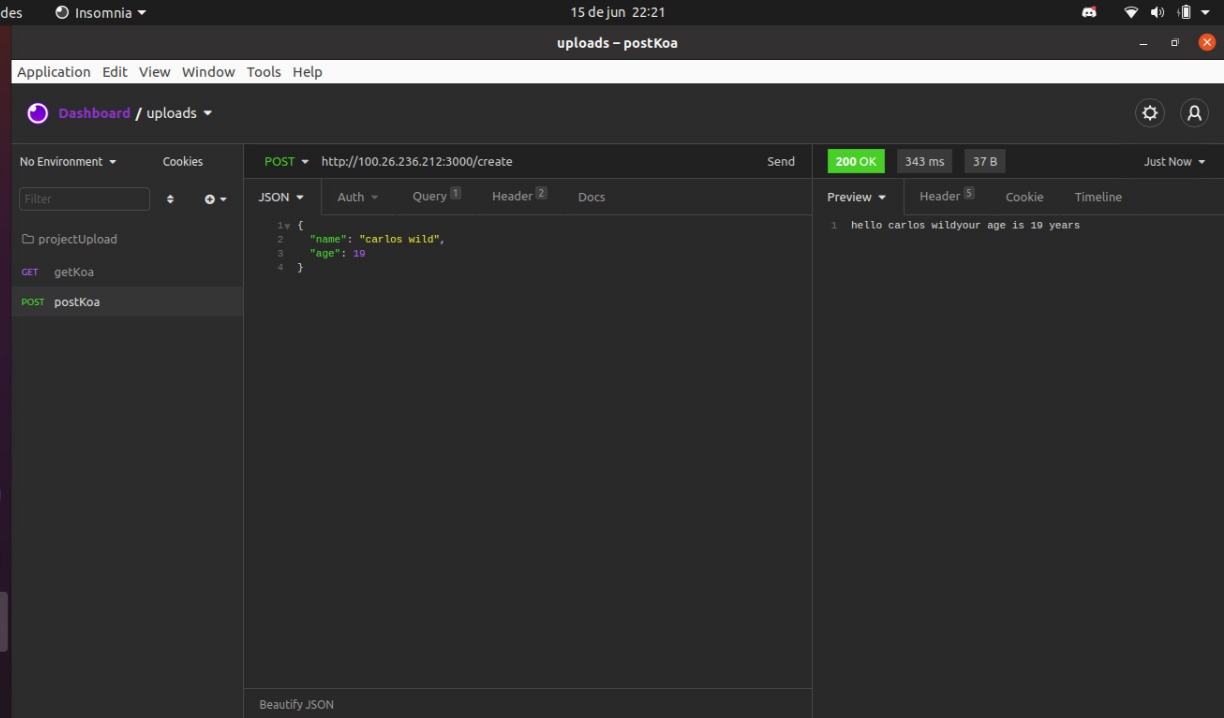 des Insomnia 15 de jun 22:21
uploads – postKoa
Application Edit View Window Tools Help
Dashboard / uploads
No Environment Cookies POST http://100.26.236.212:3000/create Send 200 OK 343 ms 37 B Just Now
Filter JSON Auth Query 1 Header 2 Docs Preview Header 5 Cookie Timeline
1 { 1 hello carlos wildyour age is 19 years
2 "name": "carlos wild",
3 "age": 19
4 }
projectUpload
GET getKoa
POST postKoa
Beautify JSON